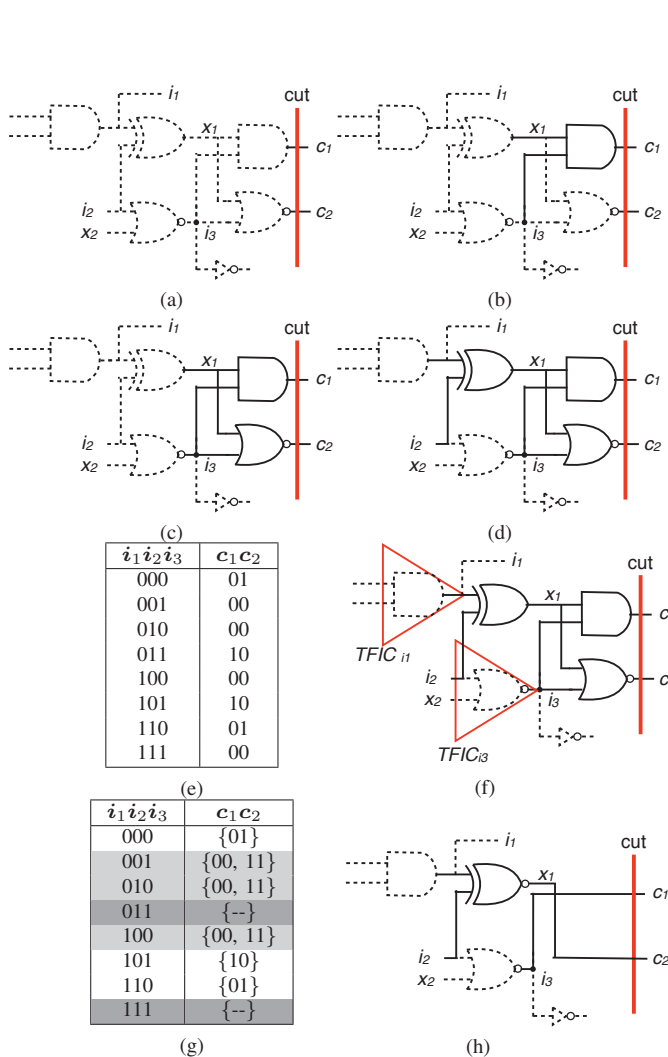 i1 cut i1 cut
x1 c1 x1 c1
i2 c2 i2 c2
x2 i3 x2 i3
(a) (b)
i1 cut i1 cut
x1 c1 x1 c1
i2 c2 i2 c2
x2 i3 x2 i3
(c) (d)
i1i2i3 c1c2
000 01
001 00
010 00
011 10
100 00
101 10
110 01
111 00
(e)
i1 cut
x1 c
TFIC i1
i2 c
x2 i3
TFICi3
(f)
i1i2i3 c1c2
000 {01}
001 {00, 11}
010 {00, 11}
011 {--}
100 {00, 11}
101 {10}
110 {01}
111 {--}
(g)
i1 cut
x1 c1
i2 c2
x2 i3
(h)